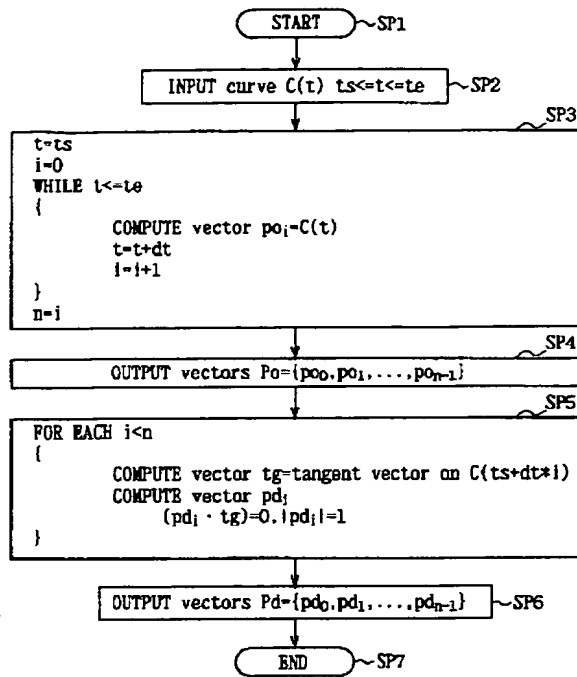 START SP1
INPUT curve C(t) ts<=t<=te SP2
SP3
t=ts
i=0
WHILE t<=te
{
COMPUTE vector poi=C(t)
t=t+dt
i=i+1
}
n=i
SP4
OUTPUT vectors Po={po0,po1,...,pon-1}
SP5
FOR EACH i<n
{
COMPUTE vector tg=tangent vector on C(ts+dt*i)
COMPUTE vector pdi
(pdi · tg)=0.|pdi|=1
}
OUTPUT vectors Pd={pd0,pd1,...,pdn-1} SP6
END SP7